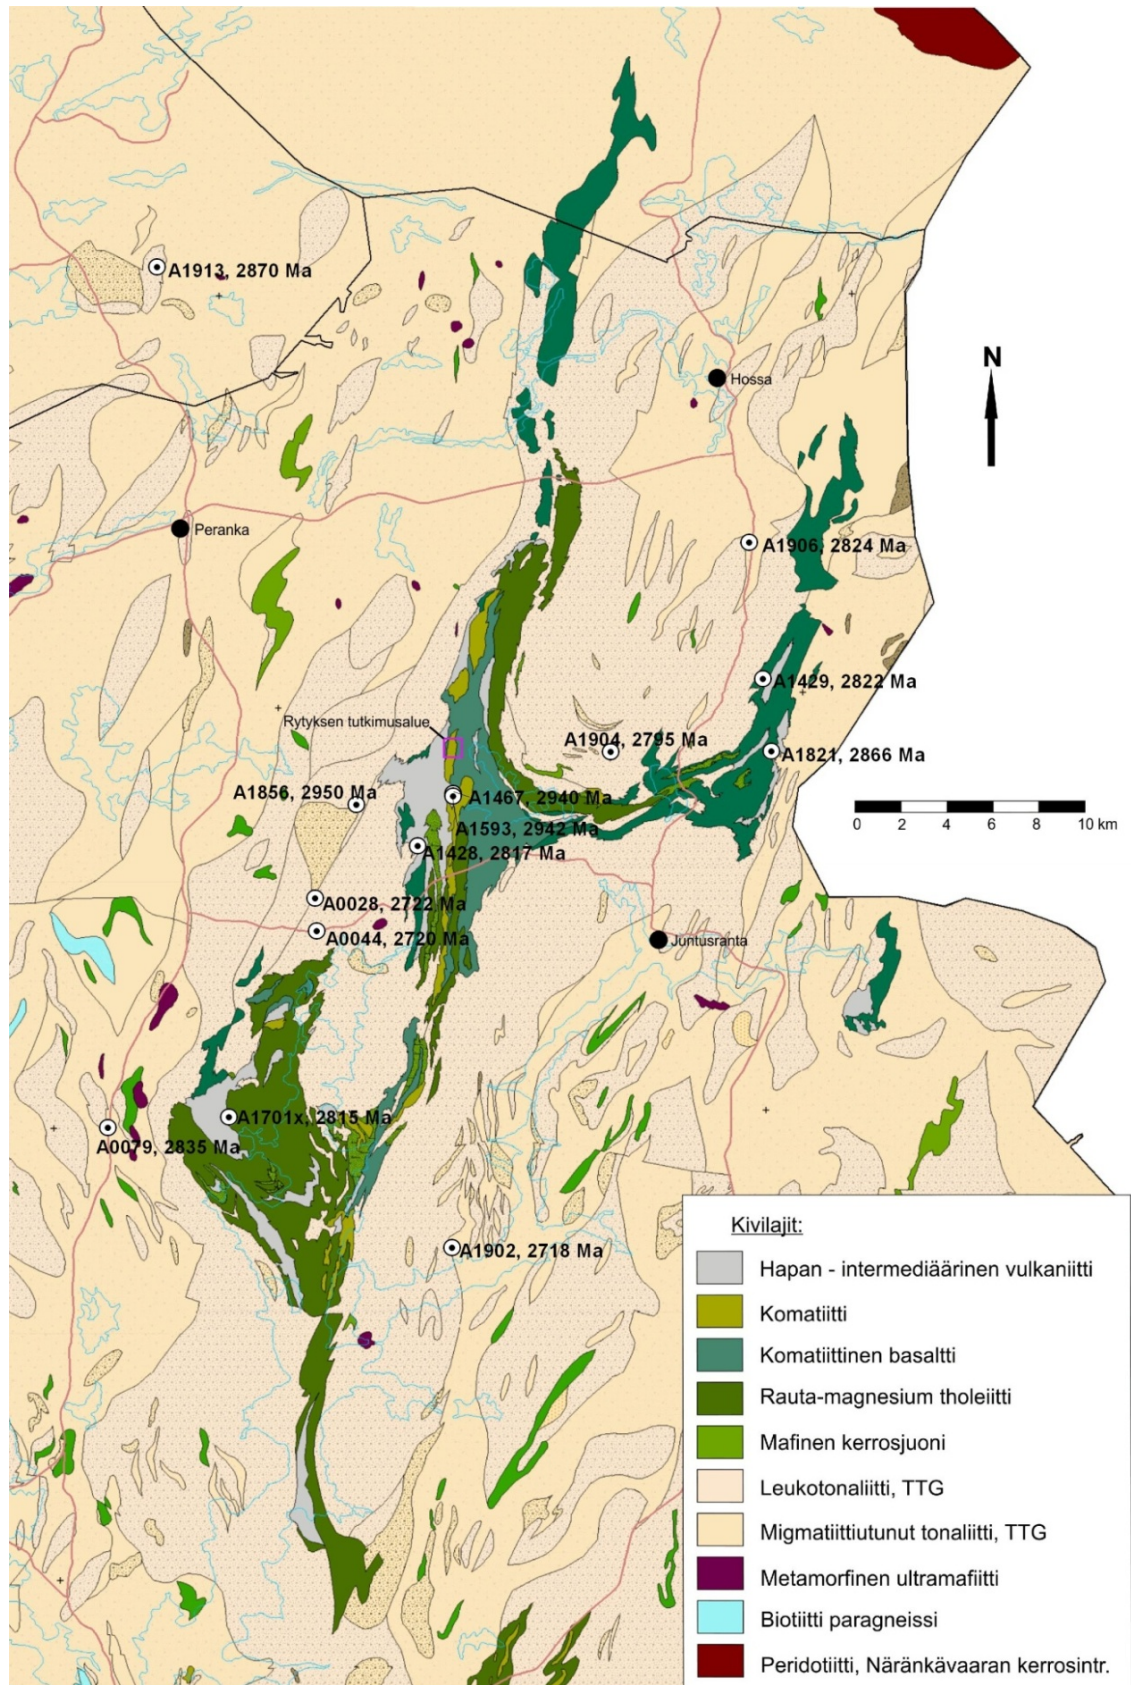 A1913, 2870 Ma
N
Hossa
Peranka
A1906, 2824 Ma
A1429, 2822 Ma
Rytyksen tutkimusalue
A1904, 2795 Ma
A1821, 2866 Ma
A1856, 2950 Ma
A1467, 2940 Ma
0 2 4 6 8 10 km
A1593, 2942 Ma
A1428, 2817 Ma
A0028, 2722 Ma
A0044, 2720 Ma
Juntusranta
A1701x, 2815 Ma
A0079, 2835 Ma
A1902, 2718 Ma
Kivilajit:
Hapan - intermediäärinen vulkaniitti
Komatiitti
Komatiittinen basaltti
Rauta-magnesium tholeiitti
Mafinen kerrosjuoni
Leukotonaliitti, TTG
Migmatiittiutunut tonaliitti, TTG
Metamorfinen ultramafiitti
Biotiitti paragneissi
Peridotiitti, Näränkävaaran kerrosintr.